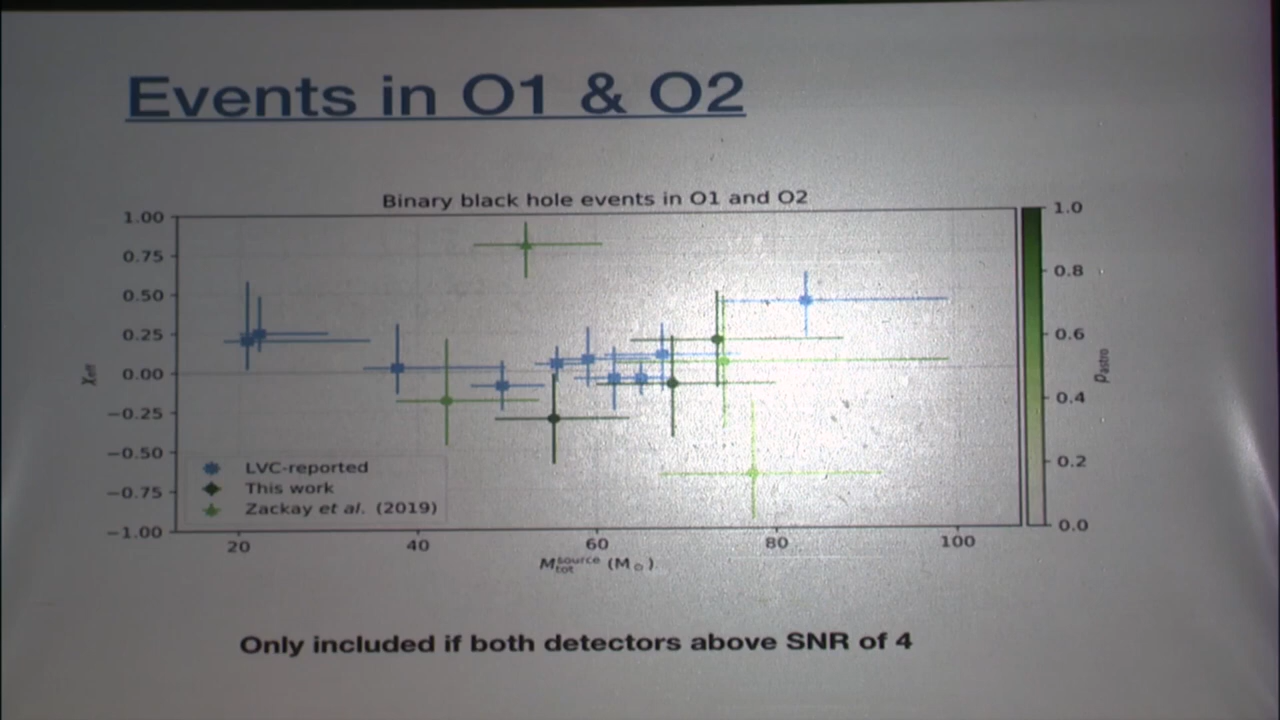 Events in O1 & O2
Binary black hole events in O1 and O2
1.00
0.75
0.50
0.25
0.00
−0.25
−0.50
−0.75
−1.00
χeff
LVC-reported
This work
Zackay et al. (2019)
20
40
60
80
100
M_tot^source (M☉)
1.0
0.8
0.6
0.4
0.2
0.0
pastro
Only included if both detectors above SNR of 4